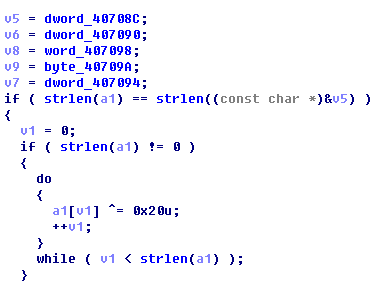 v5 = dword_40708C;
v6 = dword_407090;
v8 = word_407098;
v9 = byte_40709A;
v7 = dword_407094;
if ( strlen(a1) == strlen((const char *)&v5) )
{
v1 = 0;
if ( strlen(a1) != 0 )
{
do
{
a1[v1] ^= 0x20u;
++v1;
}
while ( v1 < strlen(a1) );
}